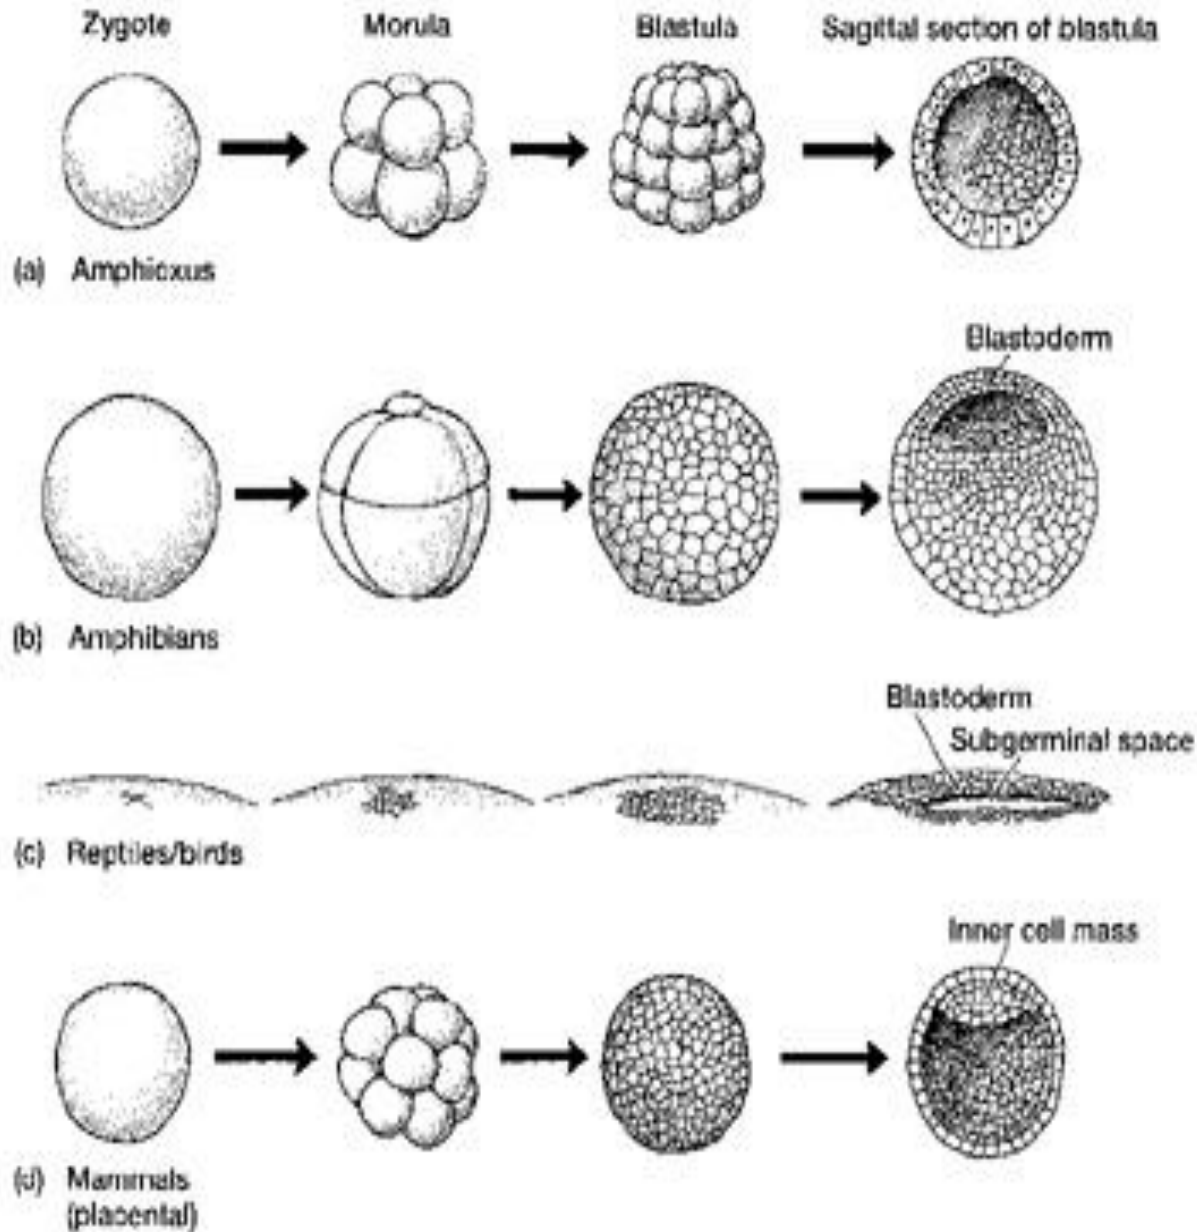 Zygote Morula Blastula Sagittal section of blastula
(a) Amphioxus
Blastoderm
(b) Amphibians
Blastoderm
Subgerminal space
(c) Reptiles/birds
Inner cell mass
(d) Mammals
(placental)